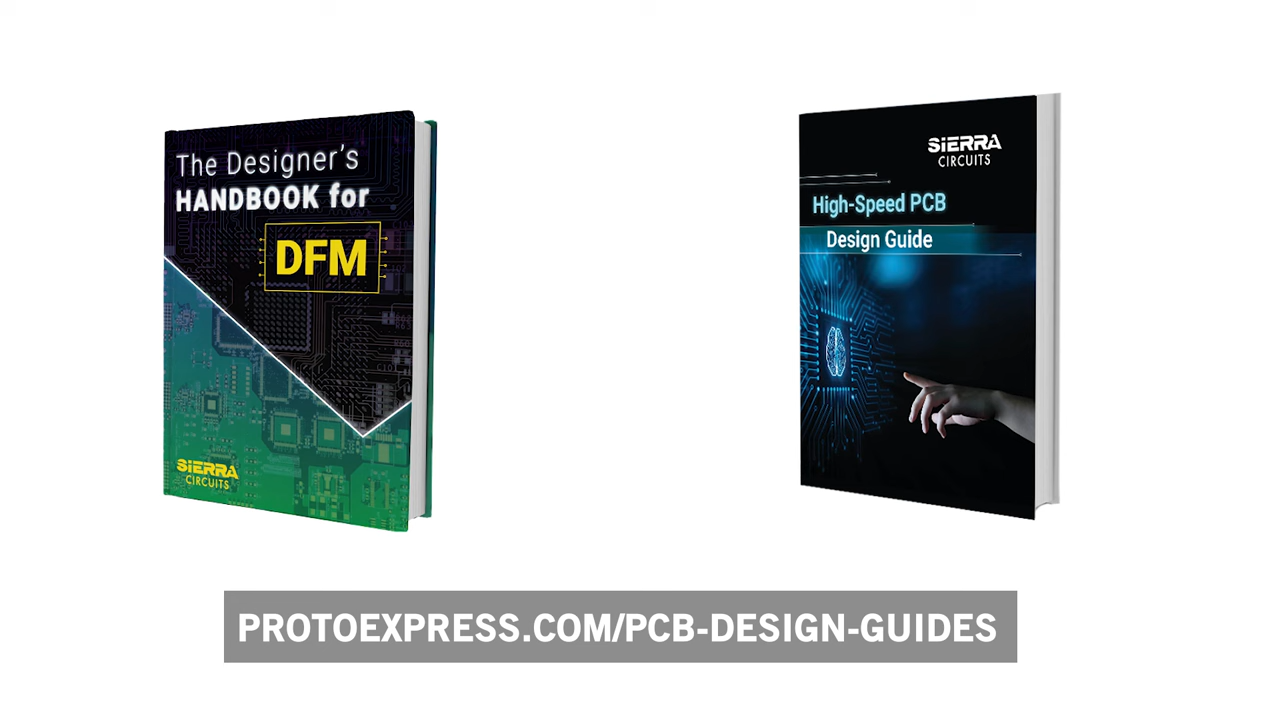 The Designer's
HANDBOOK for
DFM
SIERRA
CIRCUITS
SIERRA
CIRCUITS
High-Speed PCB
Design Guide
PROTOEXPRESS.COM/PCB-DESIGN-GUIDES